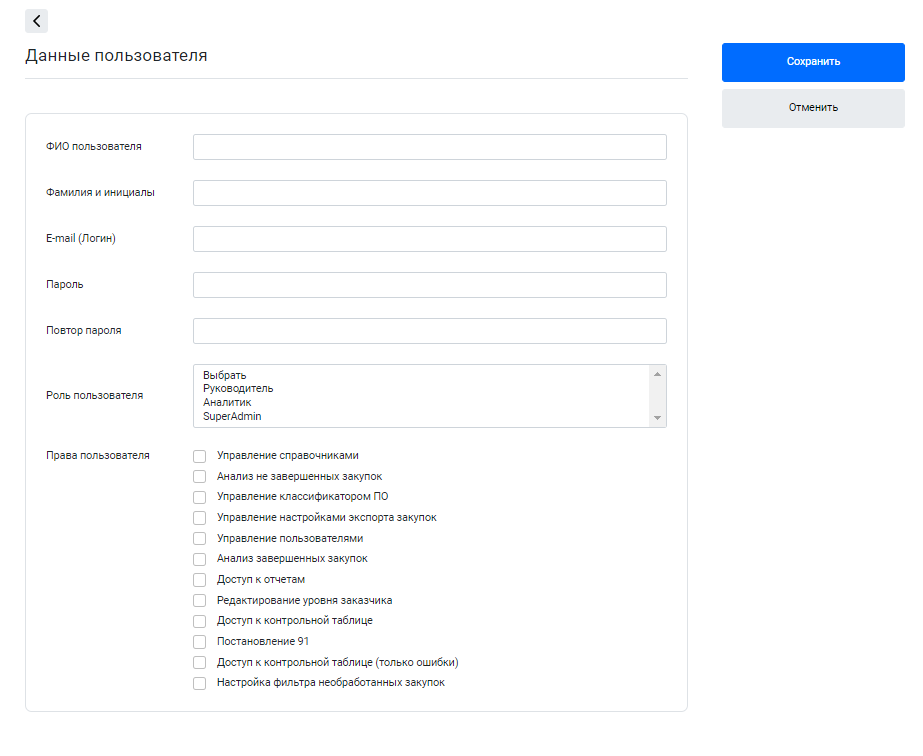 Данные пользователя
Сохранить
Отменить
ФИО пользователя
Фамилия и инициалы
E-mail (Логин)
Пароль
Повтор пароля
Роль пользователя
Выбрать
Руководитель
Аналитик
SuperAdmin
Права пользователя
Управление справочниками
Анализ не завершенных закупок
Управление классификатором ПО
Управление настройками экспорта закупок
Управление пользователями
Анализ завершенных закупок
Доступ к отчетам
Редактирование уровня заказчика
Доступ к контрольной таблице
Постановление 91
Доступ к контрольной таблице (только ошибки)
Настройка фильтра необработанных закупок